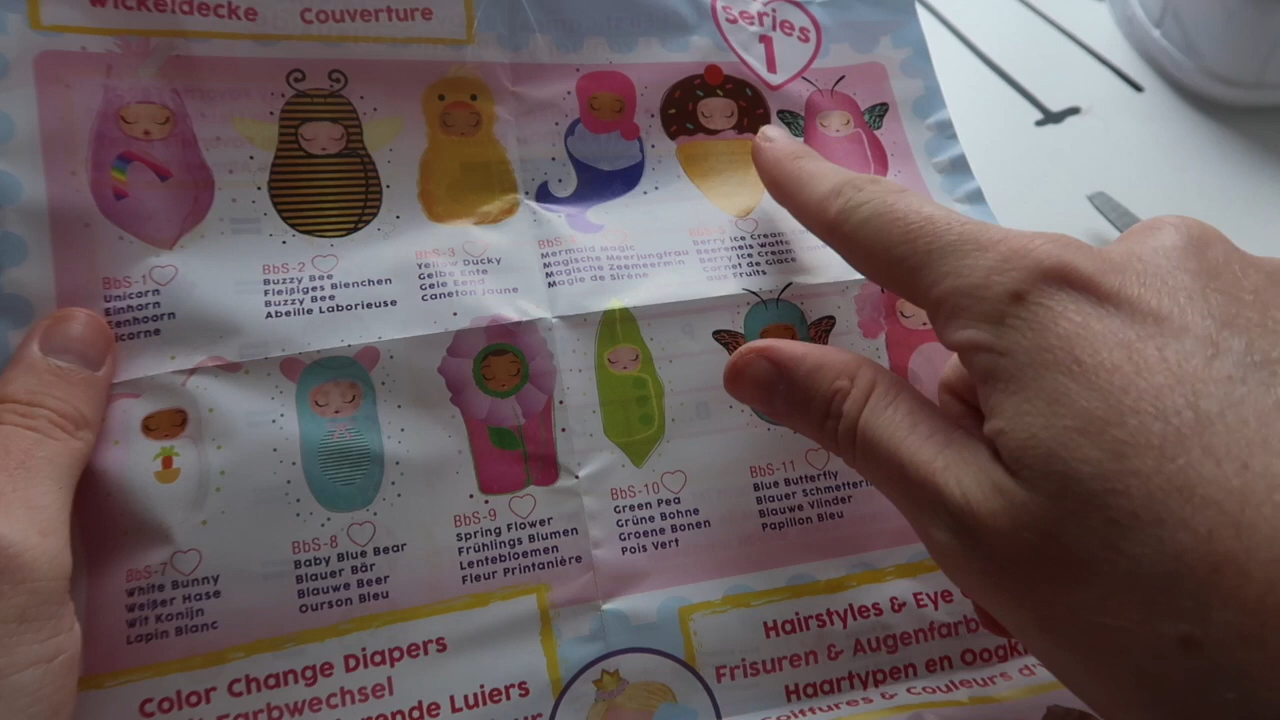 Wickeldecke Couverture
series
1
BbS-1
Unicorn
Einhorn
Eenhoorn
Licorne
BbS-2
Buzzy Bee
Fleißiges Bienchen
Buzzy Bee
Abeille Laborieuse
BbS-3
Yellow Ducky
Gelbe Ente
Gele Eend
Caneton Jaune
Mermaid Magic
Magische Meerjungfrau
Magische Zeemeermin
Magie de Sirène
Berry Ice Cream
Berry Ice Cream
Cornet de Glace
aux Fruits
BbS-7
White Bunny
Weißer Hase
Wit Konijn
Lapin Blanc
BbS-8
Baby Blue Bear
Blauer Bär
Blauwe Beer
Ourson Bleu
BbS-9
Spring Flower
Frühlings Blumen
Lentebloemen
Fleur Printanière
BbS-10
Green Pea
Grüne Bohne
Groene Bonen
Pois Vert
BbS-11
Blue Butterfly
Blauer Schmetterl
Blauwe Vlinder
Papillon Bleu
Color Change Diapers
Farbwechsel
Luiers
Hairstyles & Eye
Frisuren & Augenfarb
Haartypen en Oogk
Coiffures & Couleurs d